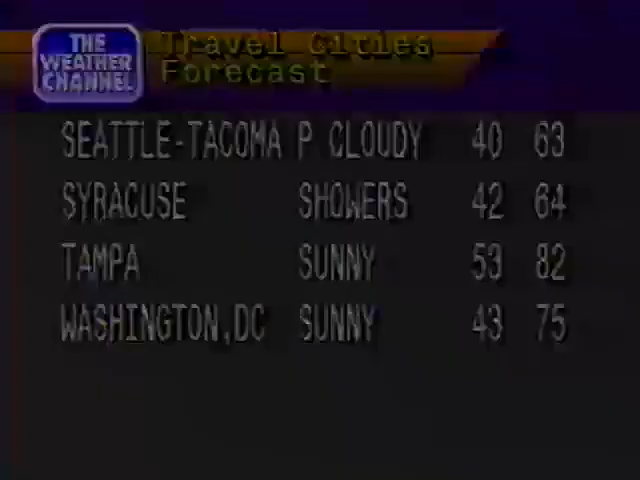 THE
WEATHER
CHANNEL
Travel Cities
Forecast
SEATTLE-TACOMA P CLOUDY 40 63
SYRACUSE SHOWERS 42 64
TAMPA SUNNY 53 82
WASHINGTON,DC SUNNY 43 75